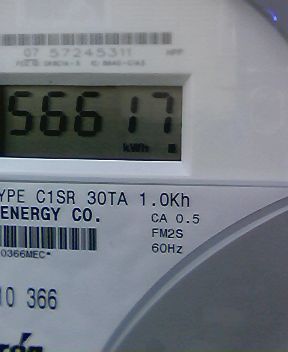 07 57245311
56617
kWh
YPE C1SR 30TA 1.0Kh
ENERGY CO.
CA 0.5
FM2S
60Hz
0366MEC*
10 366